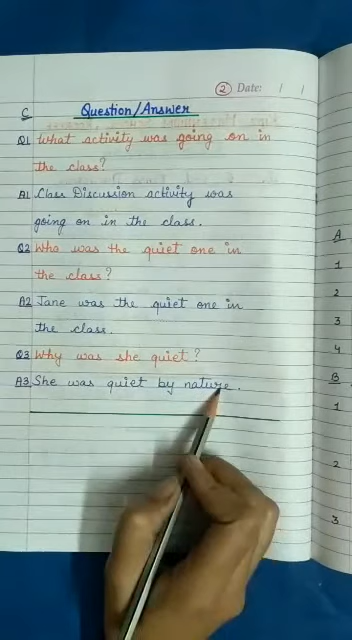 2 Date: / /
C Question/Answer
Q1 What activity was going on in
the class?
A1 Class Discussion activity was
going on in the class.
Q2 Who was the quiet one in
the class?
A2 Jane was the quiet one in
the class.
Q3 Why was she quiet?
A3 She was quiet by nature.
A
1
2
3
4
B
1
2
3